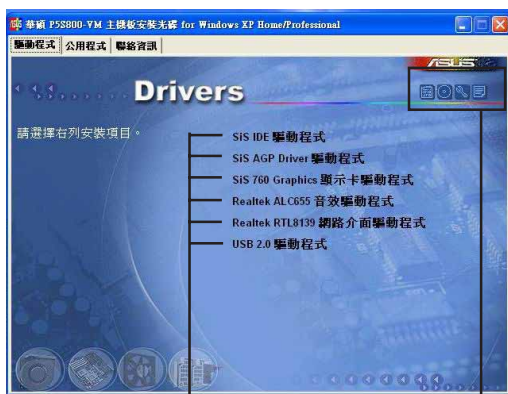 華碩 P5S800-VM 主機板安裝光碟 for Windows XP Home/Professional
驅動程式 公用程式 聯絡資訊
ASUS
Drivers
請選擇右列安裝項目。
SiS IDE 驅動程式
SiS AGP Driver 驅動程式
SiS 760 Graphics 顯示卡驅動程式
Realtek ALC655 音效驅動程式
Realtek RTL8139 網路介面驅動程式
USB 2.0 驅動程式